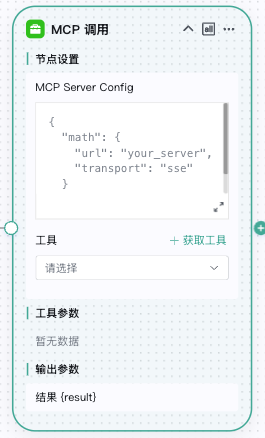 MCP 调用
节点设置
MCP Server Config
{
"math": {
"url": "your_server",
"transport": "sse"
}
工具 + 获取工具
请选择
工具参数
暂无数据
输出参数
结果 {result}